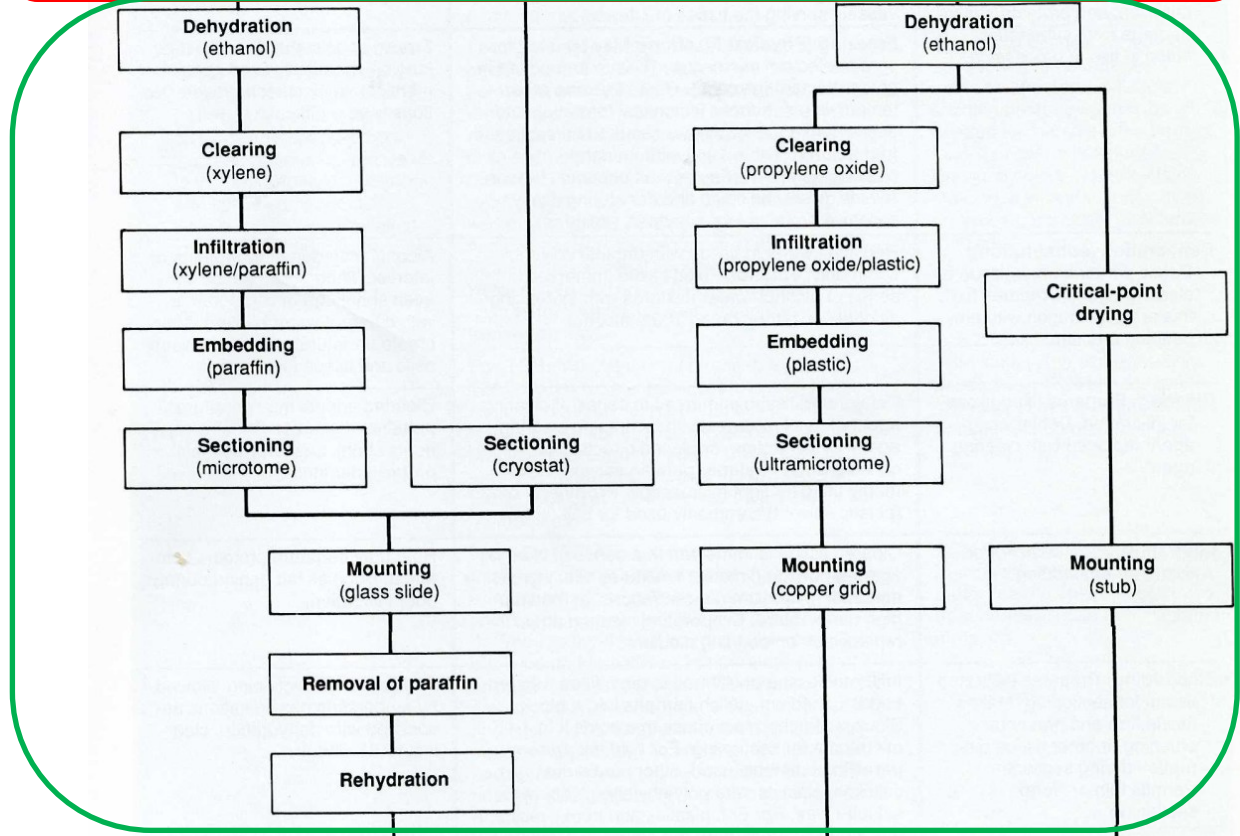 Dehydration
(ethanol)
Clearing
(xylene)
Infiltration
(xylene/paraffin)
Embedding
(paraffin)
Sectioning
(microtome)
Sectioning
(cryostat)
Mounting
(glass slide)
Removal of paraffin
Rehydration
Dehydration
(ethanol)
Clearing
(propylene oxide)
Infiltration
(propylene oxide/plastic)
Embedding
(plastic)
Sectioning
(ultramicrotome)
Mounting
(copper grid)
Critical-point
drying
Mounting
(stub)